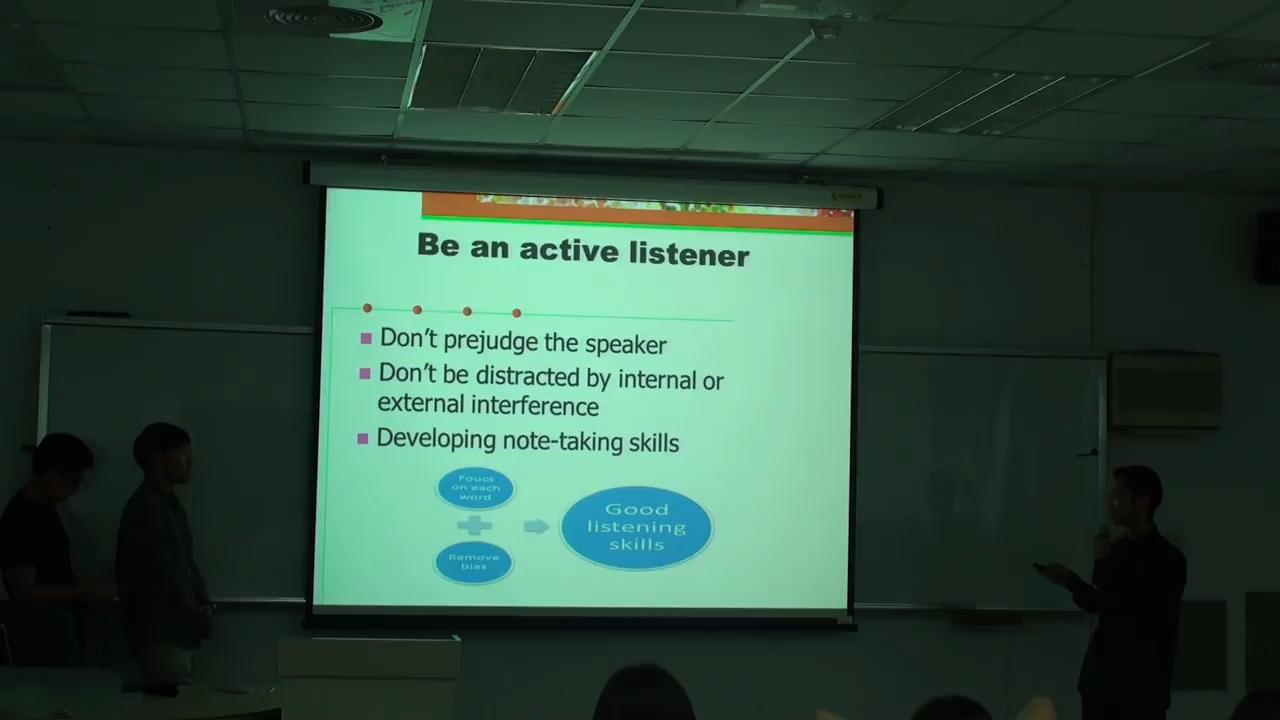 Be an active listener
Don't prejudge the speaker
Don't be distracted by internal or
external interference
Developing note-taking skills
Foucs
on each
word
Remove
bias
Good
listening
skills